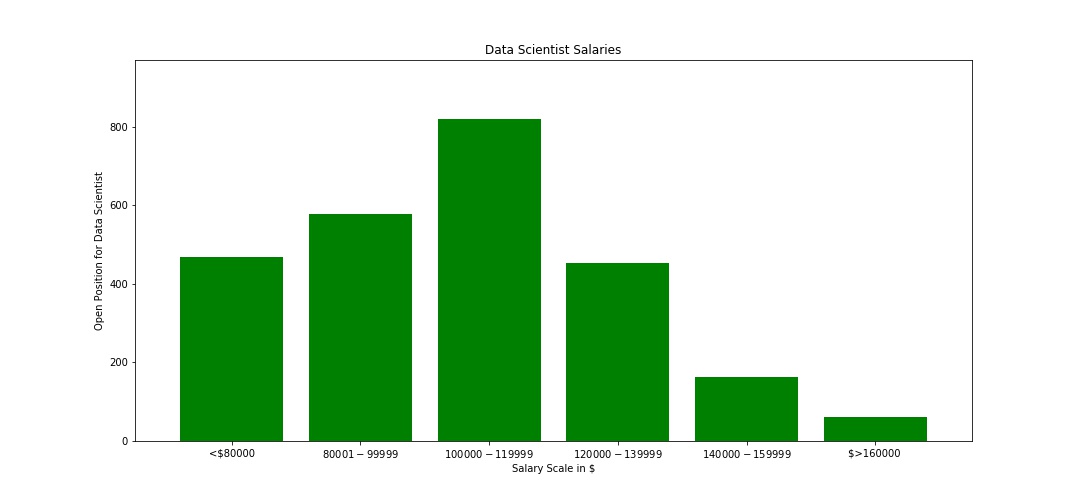 Data Scientist Salaries
Open Position for Data Scientist
800
600
400
200
0
<$80000 80001 - 99999 100000 - 119999 120000 - 139999 140000 - 159999 $>160000
Salary Scale in $